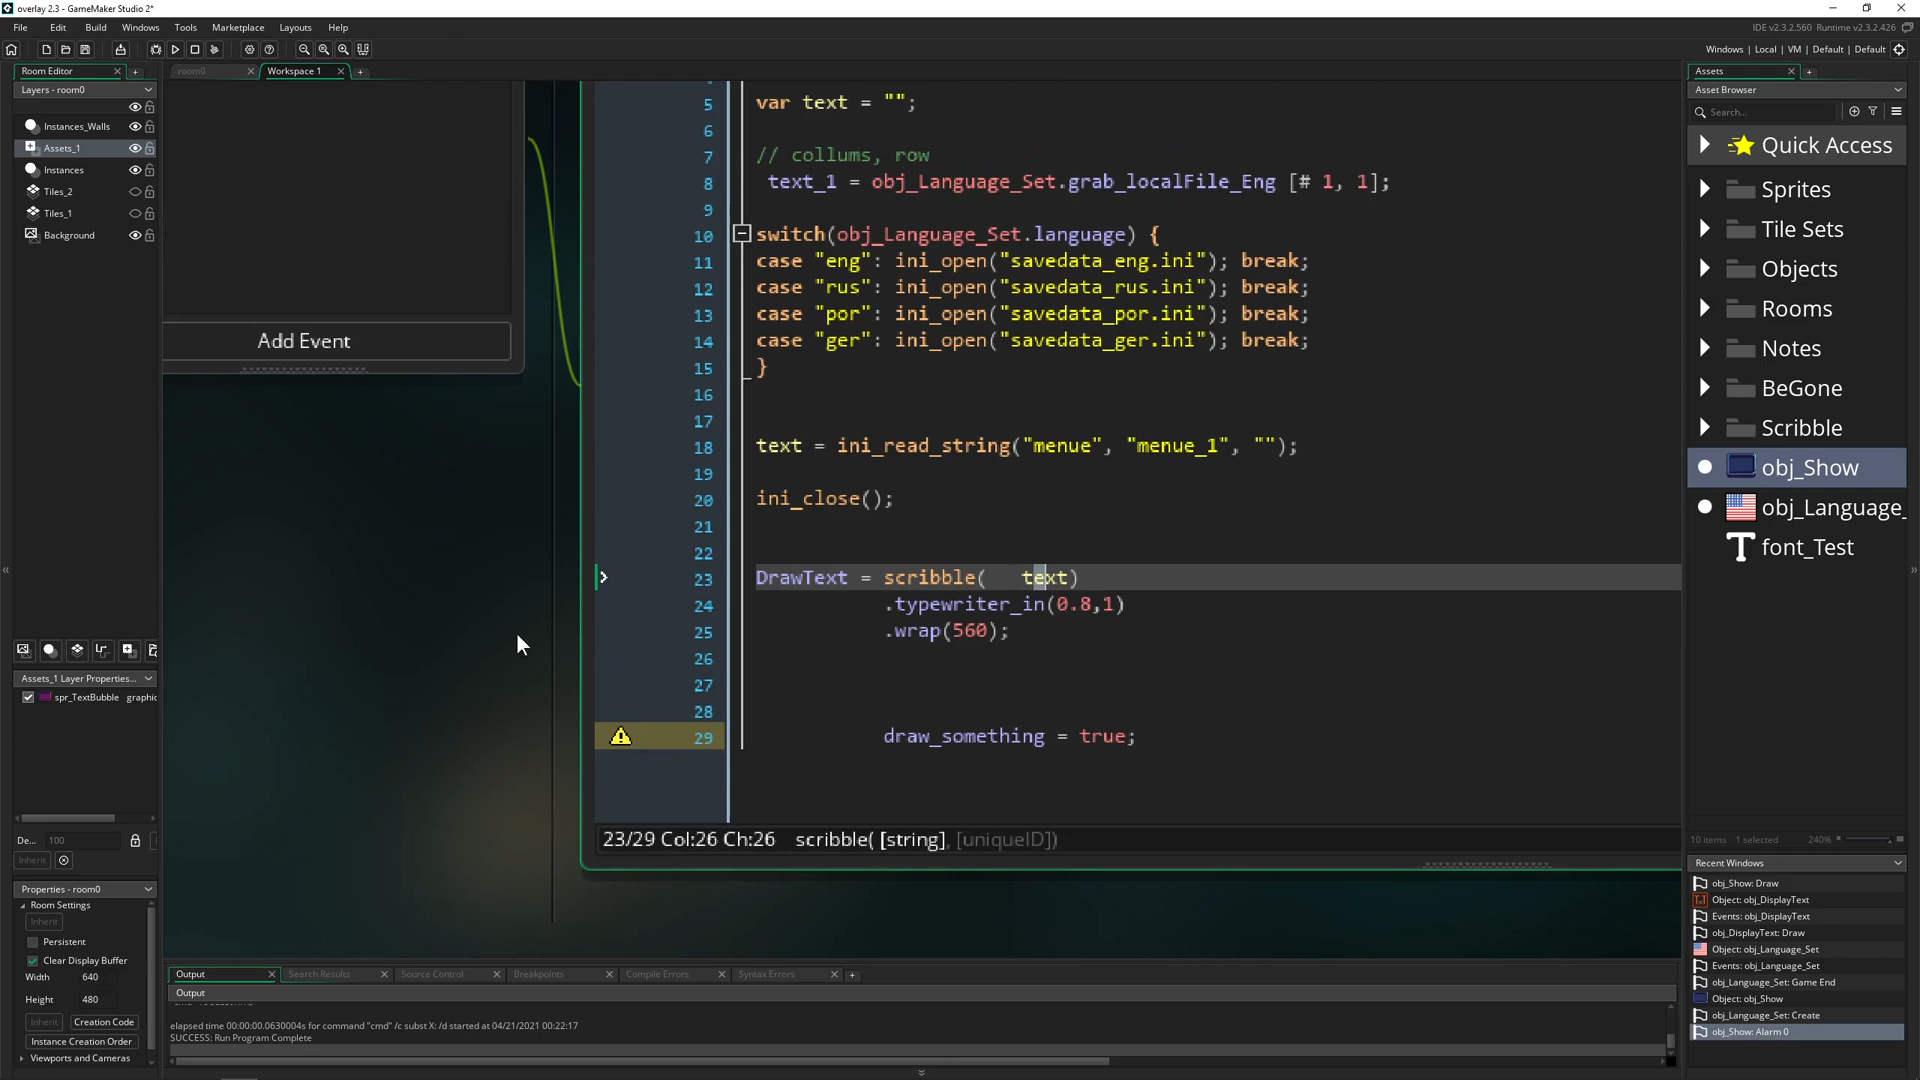 overlay 2.3 - GameMaker Studio 2*
File Edit Build Windows Tools Marketplace Layouts Help
IDE v2.3.2.560 Runtime v2.3.2.426
Windows | Local | VM | Default | Default
Room Editor
room0
Workspace 1
Assets
Layers - room0
Asset Browser
Search...
Instances_Walls
Assets_1
Instances
Tiles_2
Tiles_1
Background
Add Event
5 var text = "";
6
7 // collums, row
8 text_1 = obj_Language_Set.grab_localFile_Eng [# 1, 1];
9
10 switch(obj_Language_Set.language) {
11 case "eng": ini_open("savedata_eng.ini"); break;
12 case "rus": ini_open("savedata_rus.ini"); break;
13 case "por": ini_open("savedata_por.ini"); break;
14 case "ger": ini_open("savedata_ger.ini"); break;
15 }
16
17
18 text = ini_read_string("menue", "menue_1", "");
19
20 ini_close();
21
22
23 DrawText = scribble( text)
24 .typewriter_in(0.8,1)
25 .wrap(560);
26
27
28
29 draw_something = true;
23/29 Col:26 Ch:26 scribble( [string], [uniqueID])
Quick Access
Sprites
Tile Sets
Objects
Rooms
Notes
BeGone
Scribble
obj_Show
obj_Language_
font_Test
10 items 1 selected 240%
Assets_1 Layer Properties...
spr_TextBubble graphic
De... 100
Inherit
Properties - room0
Room Settings
Inherit
Persistent
Clear Display Buffer
Width 640
Height 480
Inherit Creation Code
Instance Creation Order
Viewports and Cameras
Output Search Results Source Control Breakpoints Compile Errors Syntax Errors
Output
elapsed time 00:00:00.0630004s for command "cmd" /c subst X: /d started at 04/21/2021 00:22:17
SUCCESS: Run Program Complete
Recent Windows
obj_Show: Draw
Object: obj_DisplayText
Events: obj_DisplayText
obj_DisplayText: Draw
Object: obj_Language_Set
Events: obj_Language_Set
obj_Language_Set: Game End
Object: obj_Show
obj_Language_Set: Create
obj_Show: Alarm 0